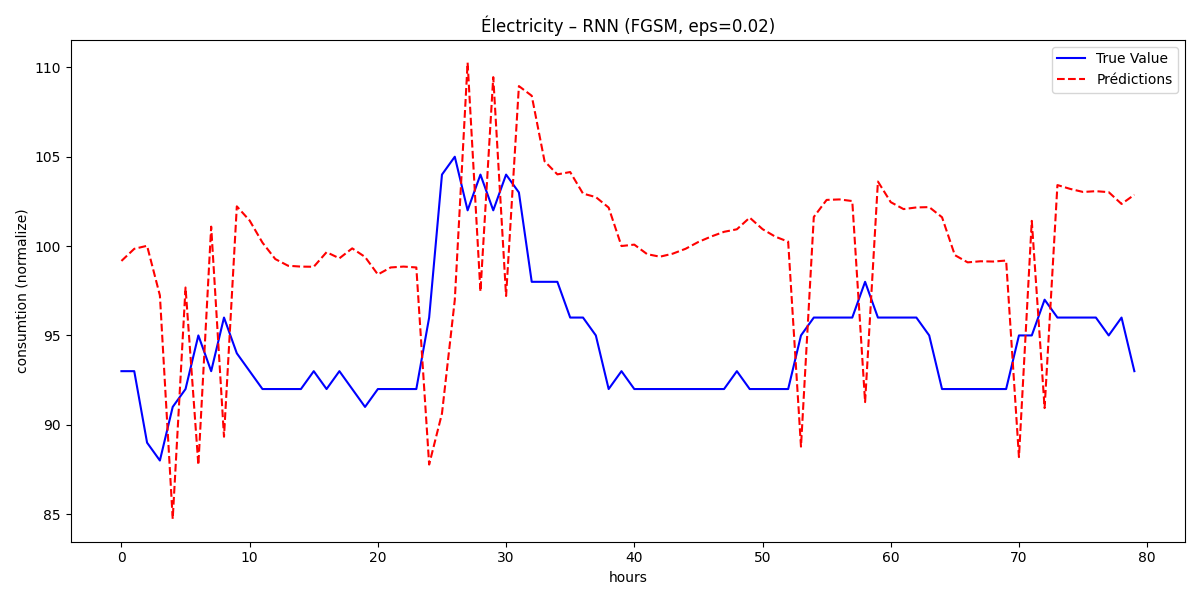 Électricity – RNN (FGSM, eps=0.02)
True Value
Prédictions
consumtion (normalize)
110
105
100
95
90
85
0 10 20 30 40 50 60 70 80
hours